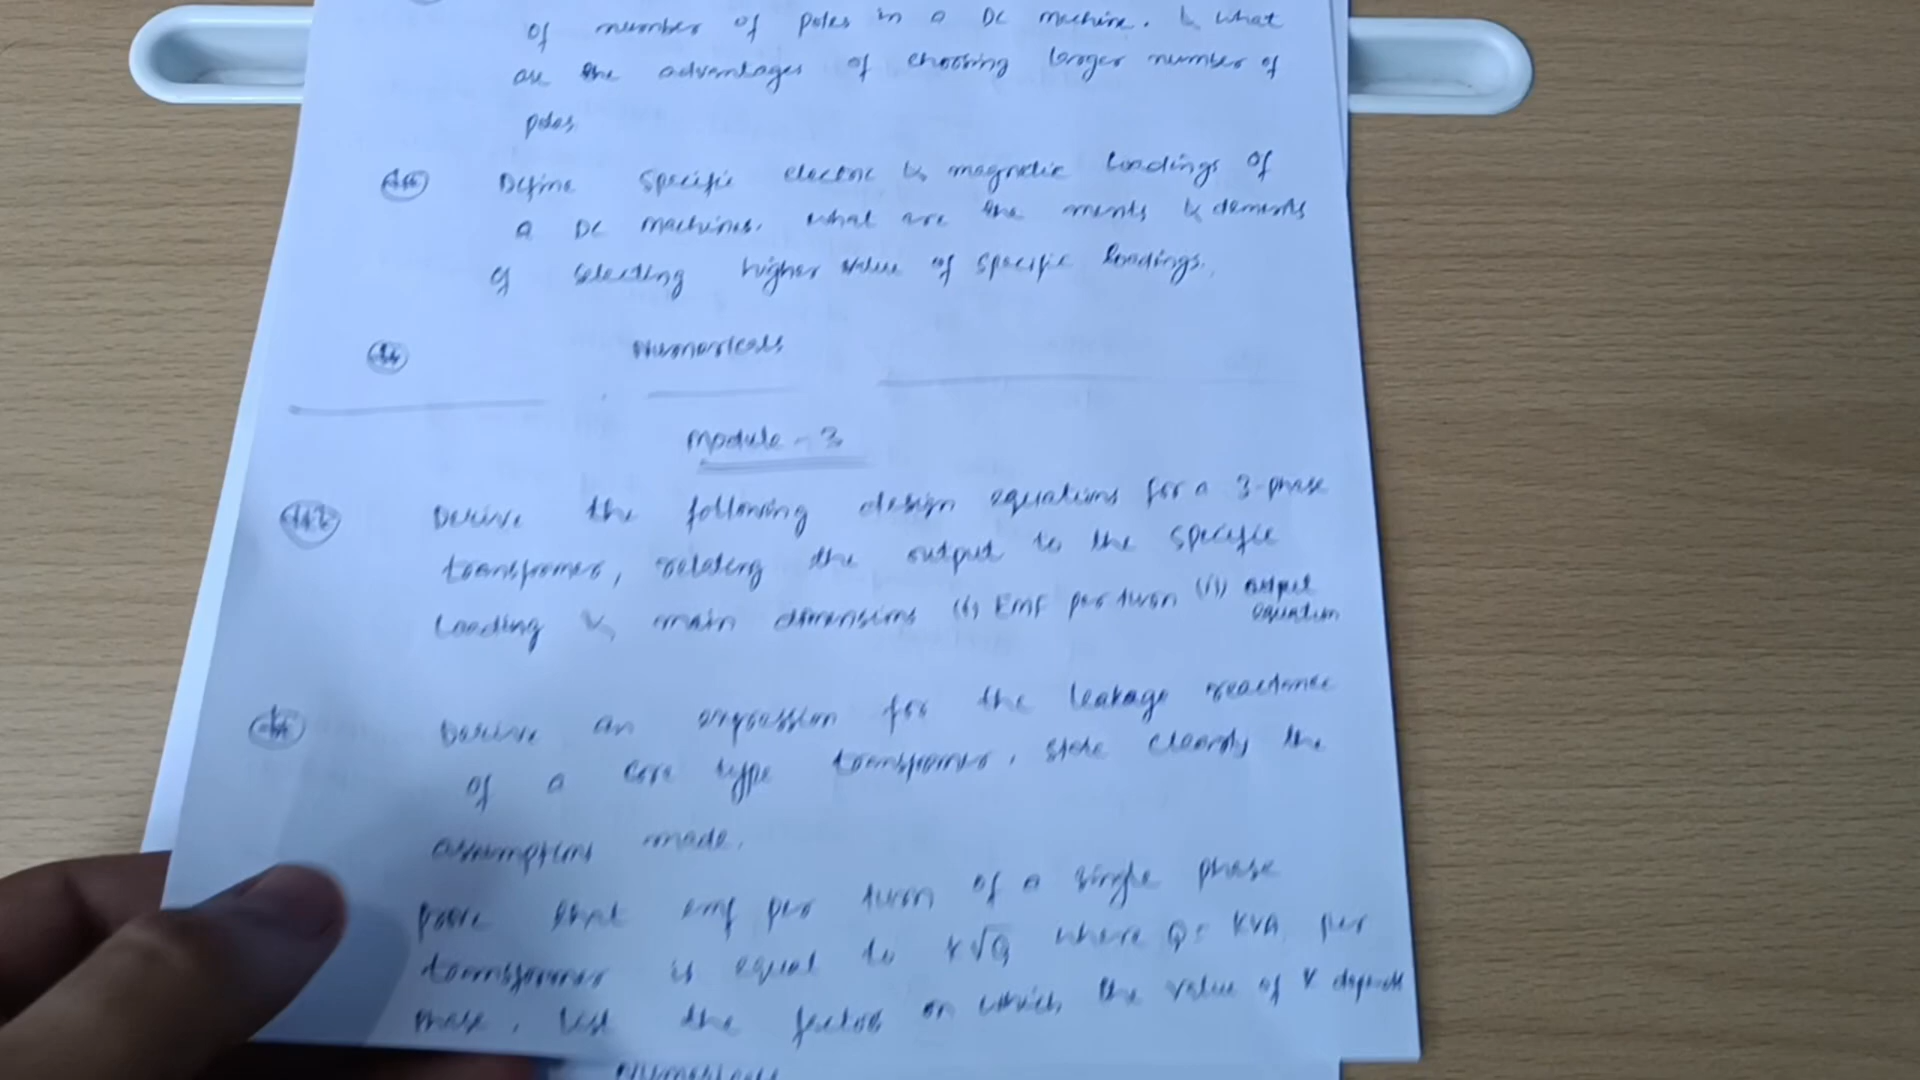 of number of poles in a DC machine. & what
are the advantages of choosing larger number of
poles.
Define specific electric & magnetic loadings of
a DC machines. what are the merits & demerits
of selecting higher value of specific loadings.
Numericals
Module - 3
Derive the following design equations for a 3-phase
transformer, relating the output to the specific
loading & main dimensions (i) EMF per turn (ii) output
equation
Derive an expression for the leakage reactance
of a core type transformer, state clearly the
assumptions made.
prove that emf per turn of a single phase
transformer is equal to K√Q where Q = KVA per
phase, list the factors on which the value of K depends
Numericals